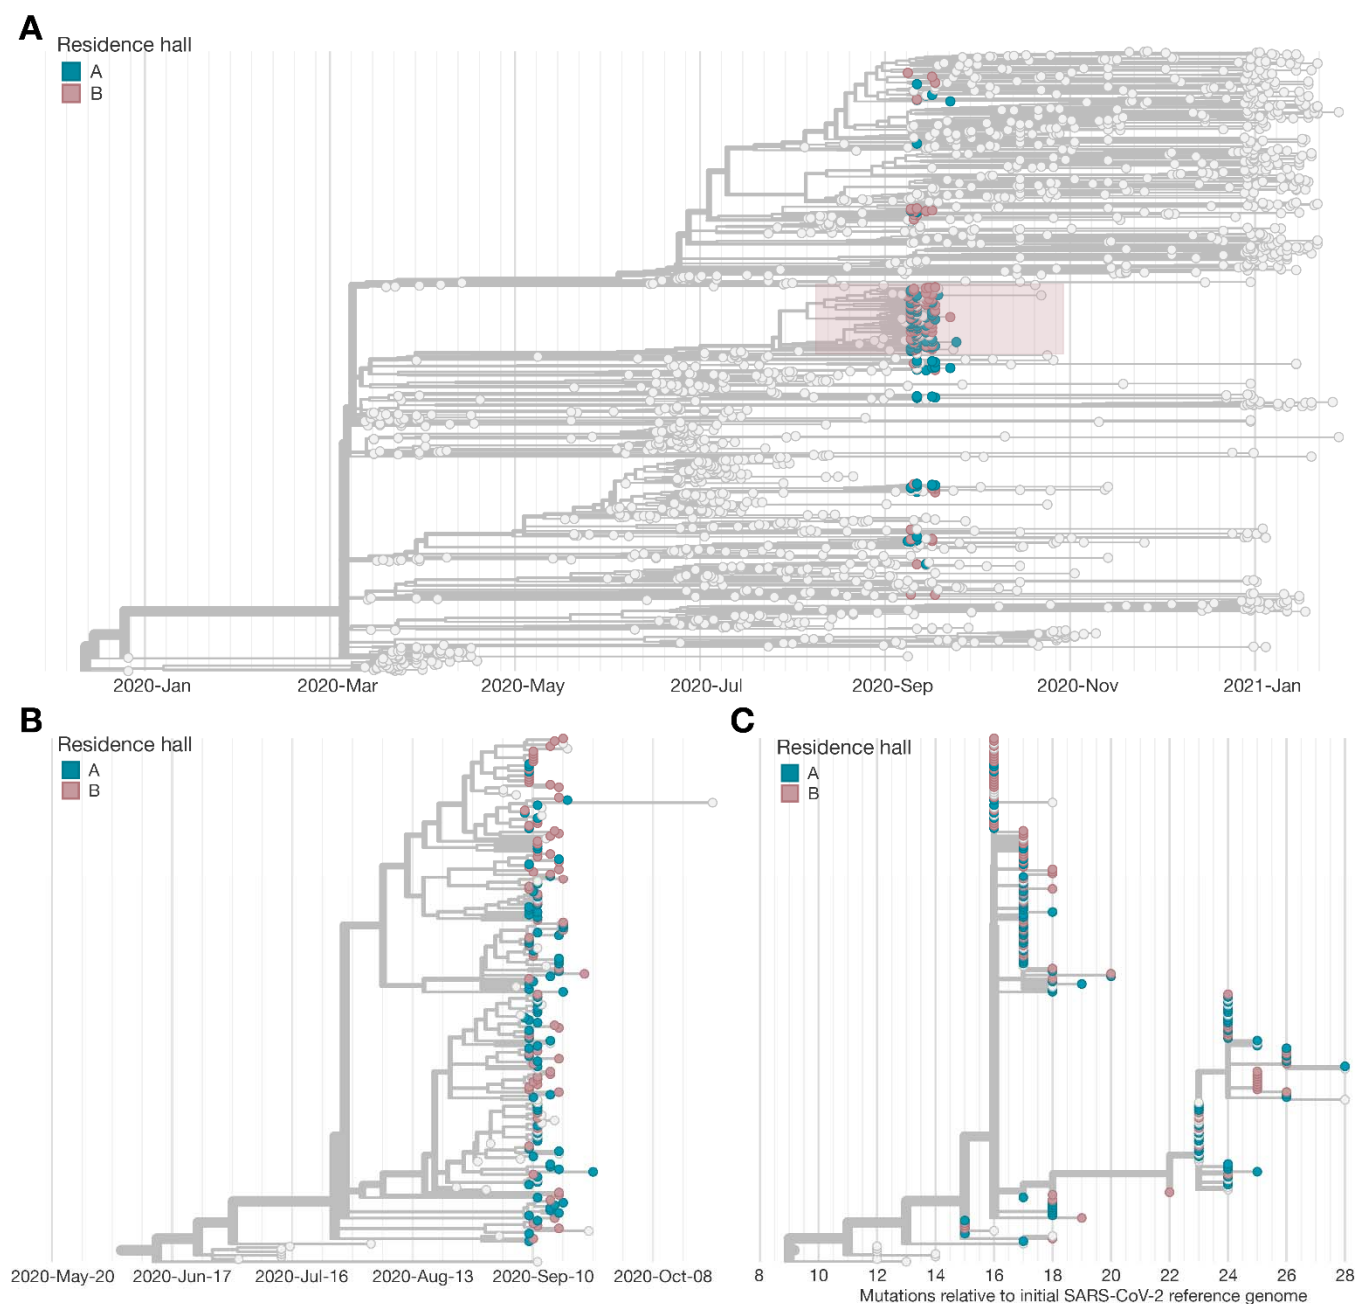 A
Residence hall
A
B
2020-Jan 2020-Mar 2020-May 2020-Jul 2020-Sep 2020-Nov 2021-Jan
B
Residence hall
A
B
2020-May-20 2020-Jun-17 2020-Jul-16 2020-Aug-13 2020-Sep-10 2020-Oct-08
C
Residence hall
A
B
8 10 12 14 16 18 20 22 24 26 28
Mutations relative to initial SARS-CoV-2 reference genome